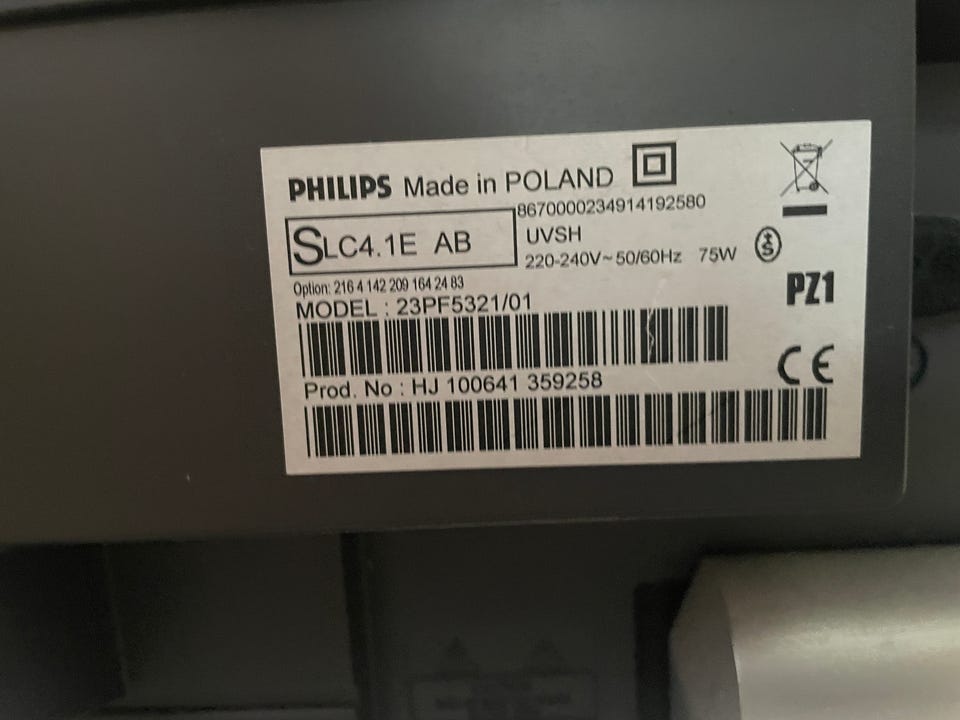 PHILIPS Made in POLAND
8670000234914192580
SLC4.1E AB
UVSH
220-240V~ 50/60Hz 75W
S
Option: 216 4 142 209 164 24 83
MODEL : 23PF5321/01
PZ1
CE
Prod. No : HJ 100641 359258